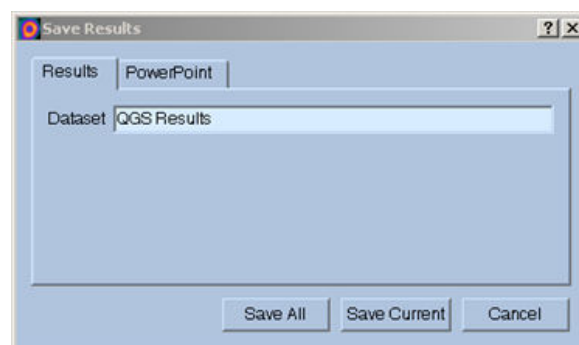 Save Results
? x
Results PowerPoint
Dataset QGS Results
Save All Save Current Cancel